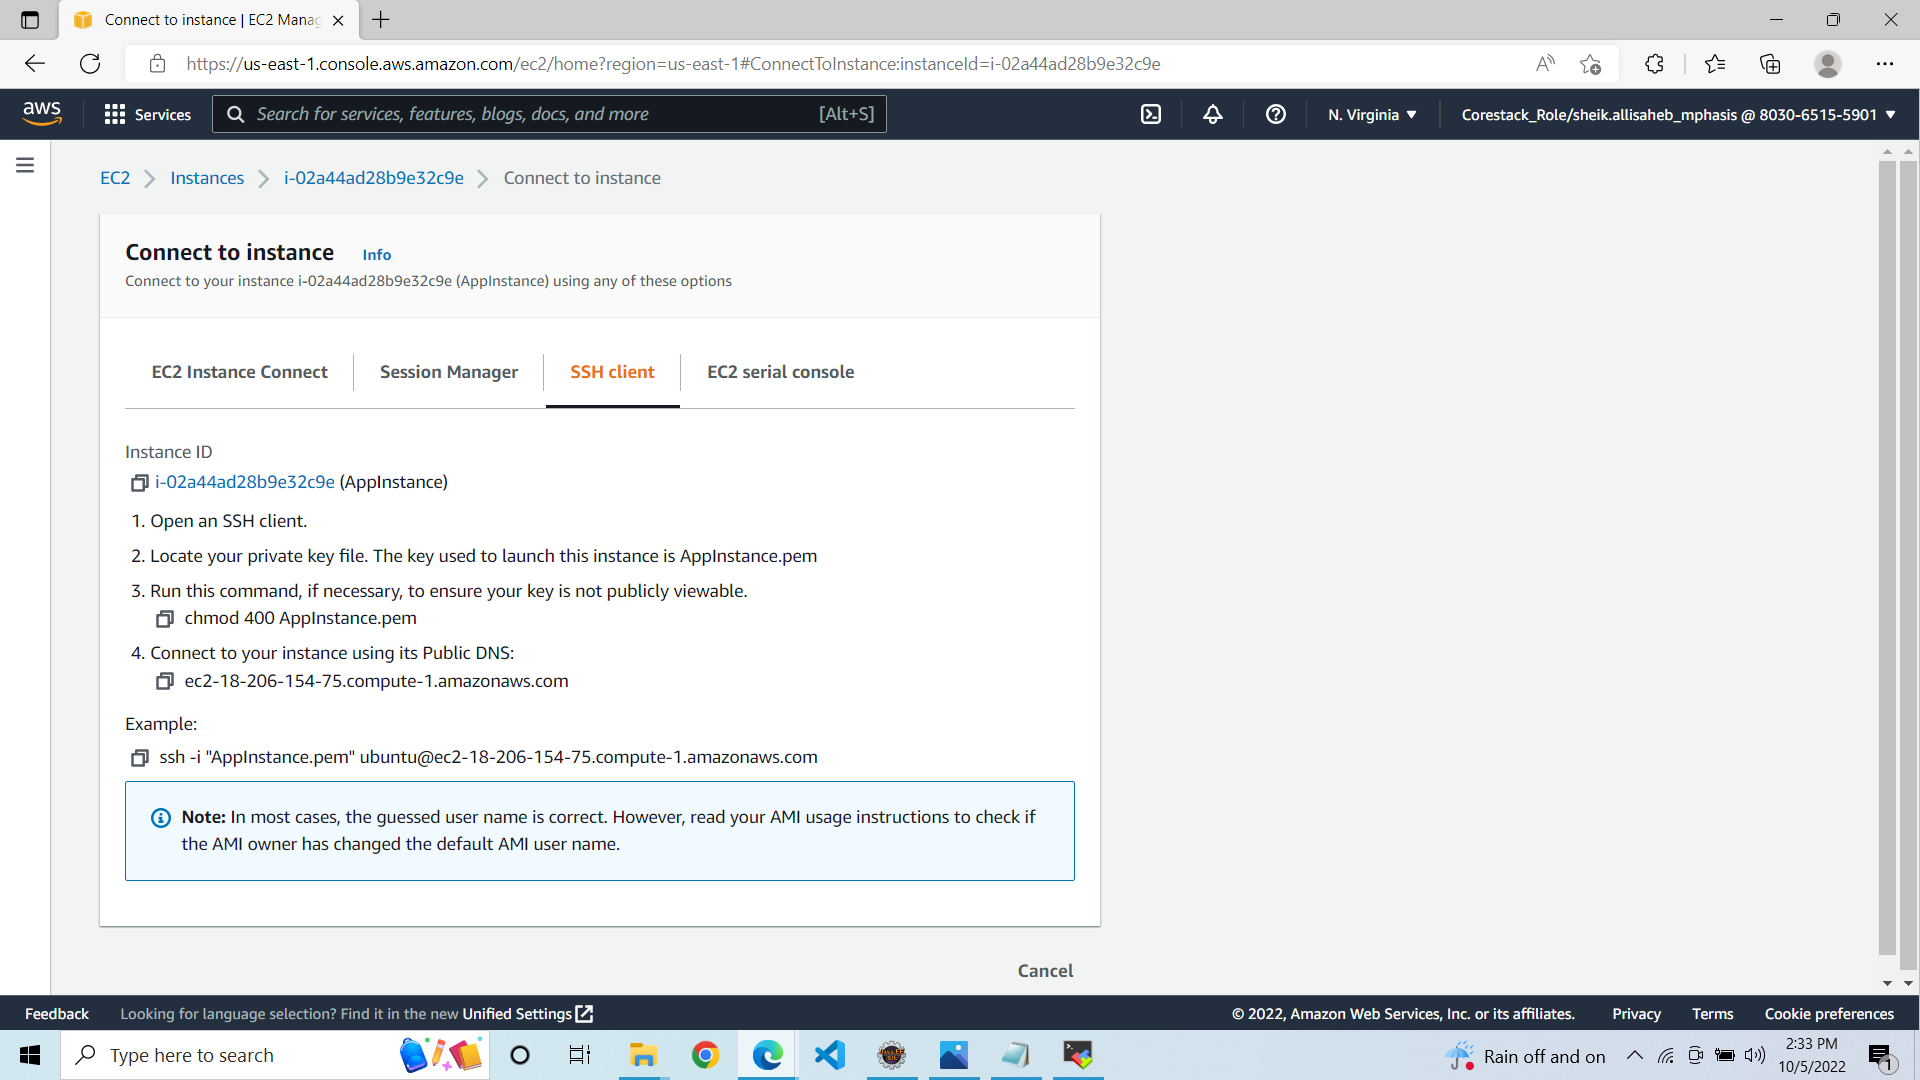 Connect to instance | EC2 Manag
https://us-east-1.console.aws.amazon.com/ec2/home?region=us-east-1#ConnectToInstance:instanceId=i-02a44ad28b9e32c9e
aws
Services
Search for services, features, blogs, docs, and more
[Alt+S]
N. Virginia
Corestack_Role/sheik.allisaheb_mphasis @ 8030-6515-5901
EC2
Instances
i-02a44ad28b9e32c9e
Connect to instance
Connect to instance
Info
Connect to your instance i-02a44ad28b9e32c9e (AppInstance) using any of these options
EC2 Instance Connect
Session Manager
SSH client
EC2 serial console
Instance ID
i-02a44ad28b9e32c9e (AppInstance)
1. Open an SSH client.
2. Locate your private key file. The key used to launch this instance is AppInstance.pem
3. Run this command, if necessary, to ensure your key is not publicly viewable.
chmod 400 AppInstance.pem
4. Connect to your instance using its Public DNS:
ec2-18-206-154-75.compute-1.amazonaws.com
Example:
ssh -i "AppInstance.pem" ubuntu@ec2-18-206-154-75.compute-1.amazonaws.com
Note: In most cases, the guessed user name is correct. However, read your AMI usage instructions to check if
the AMI owner has changed the default AMI user name.
Cancel
Feedback
Looking for language selection? Find it in the new Unified Settings
© 2022, Amazon Web Services, Inc. or its affiliates.
Privacy
Terms
Cookie preferences
Type here to search
Rain off and on
2:33 PM
10/5/2022
1